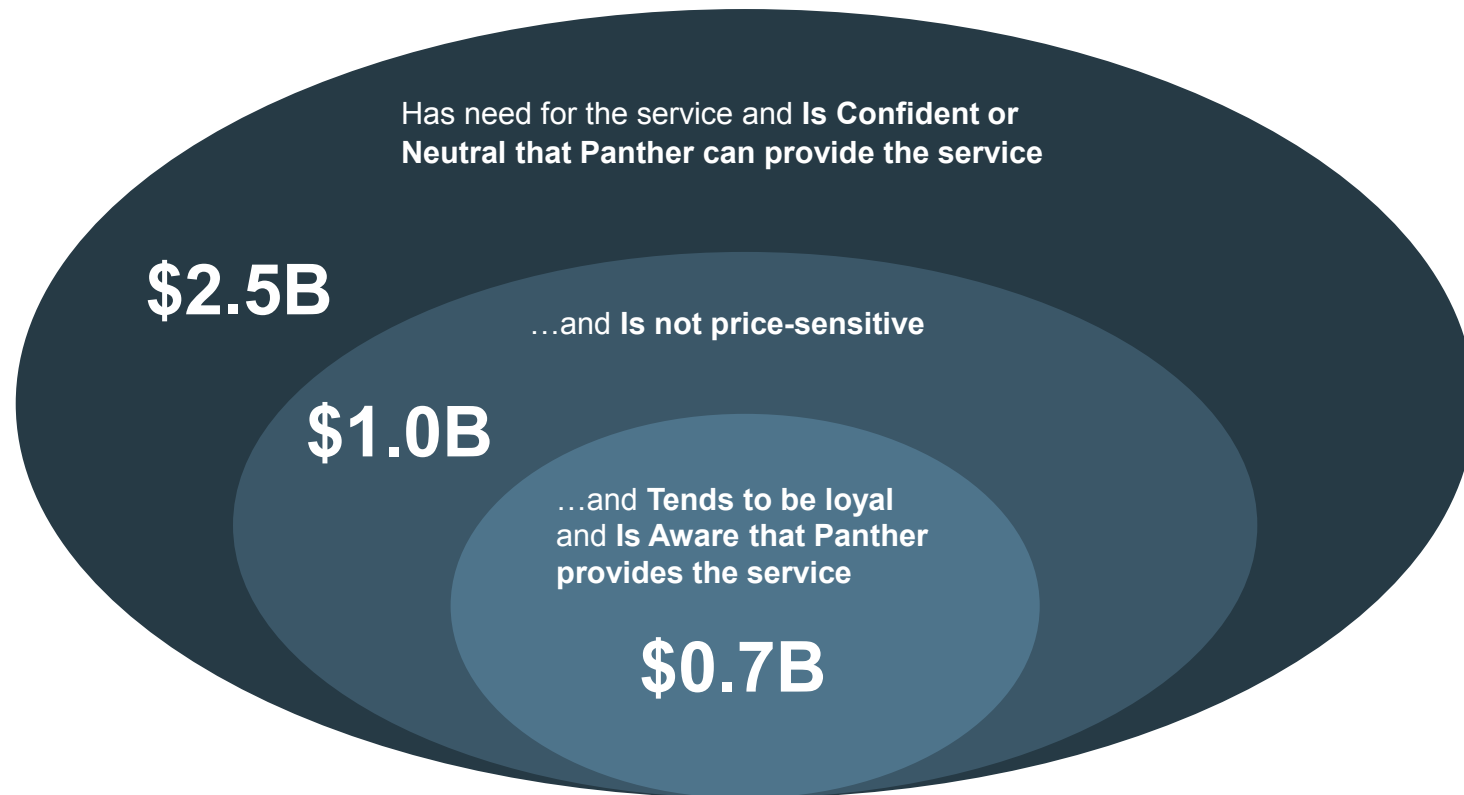 Has need for the service and Is Confident or
Neutral that Panther can provide the service
$2.5B
…and Is not price-sensitive
$1.0B
…and Tends to be loyal
and Is Aware that Panther
provides the service
$0.7B